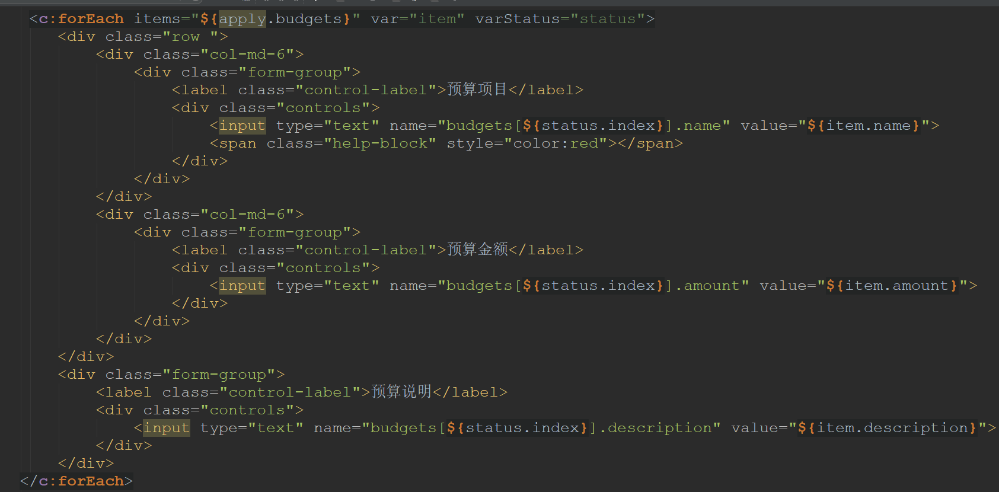 <c:forEach items="${apply.budgets}" var="item" varStatus="status">
<div class="row ">
<div class="col-md-6">
<div class="form-group">
<label class="control-label">预算项目</label>
<div class="controls">
<input type="text" name="budgets[${status.index}].name" value="${item.name}">
<span class="help-block" style="color:red"></span>
</div>
</div>
</div>
<div class="col-md-6">
<div class="form-group">
<label class="control-label">预算金额</label>
<div class="controls">
<input type="text" name="budgets[${status.index}].amount" value="${item.amount}">
</div>
</div>
</div>
</div>
<div class="form-group">
<label class="control-label">预算说明</label>
<div class="controls">
<input type="text" name="budgets[${status.index}].description" value="${item.description}">
</div>
</div>
</c:forEach>